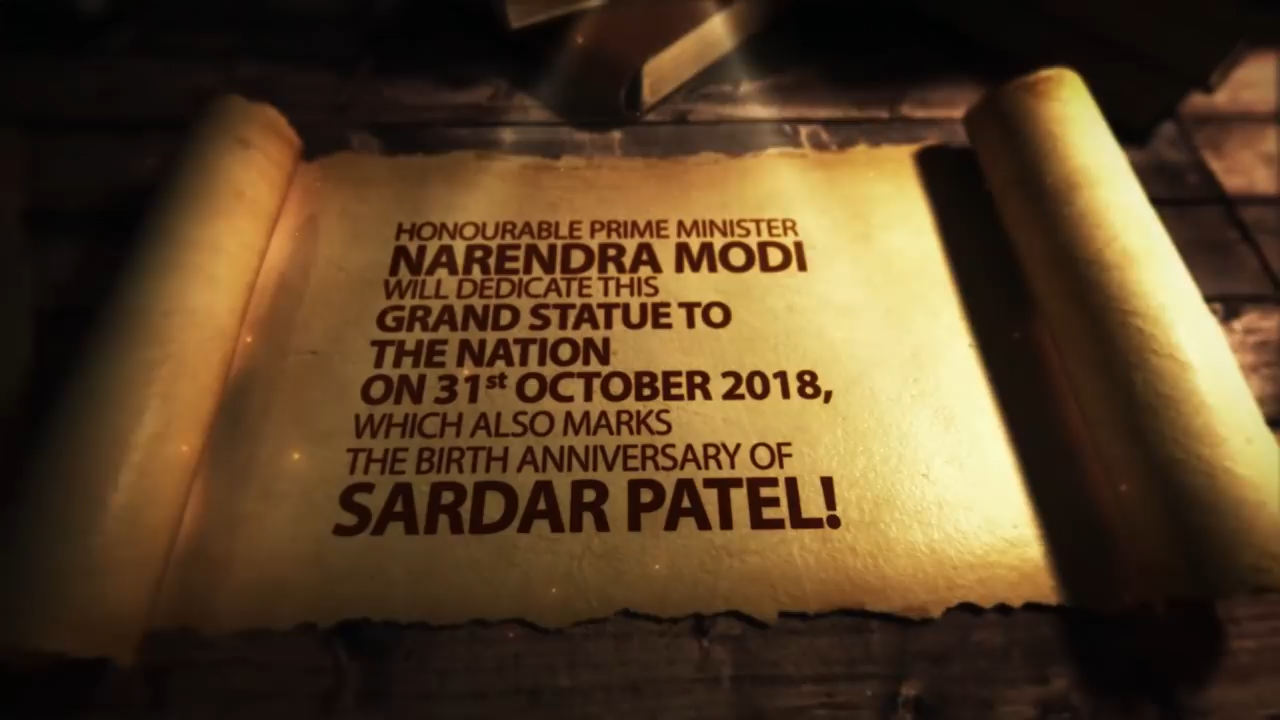 HONOURABLE PRIME MINISTER
NARENDRA MODI
WILL DEDICATE THIS
GRAND STATUE TO
THE NATION
ON 31st OCTOBER 2018,
WHICH ALSO MARKS
THE BIRTH ANNIVERSARY OF
SARDAR PATEL!